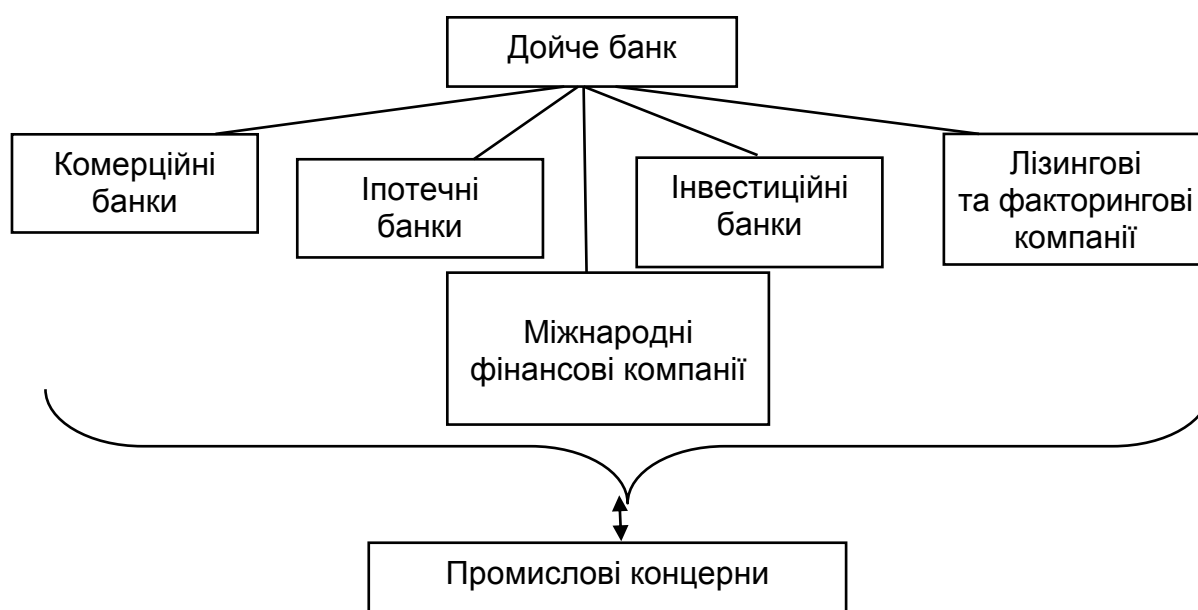 Дойче банк
Комерційні
банки
Іпотечні
банки
Інвестиційні
банки
Лізингові
та факторингові
компанії
Міжнародні
фінансові компанії
Промислові концерни